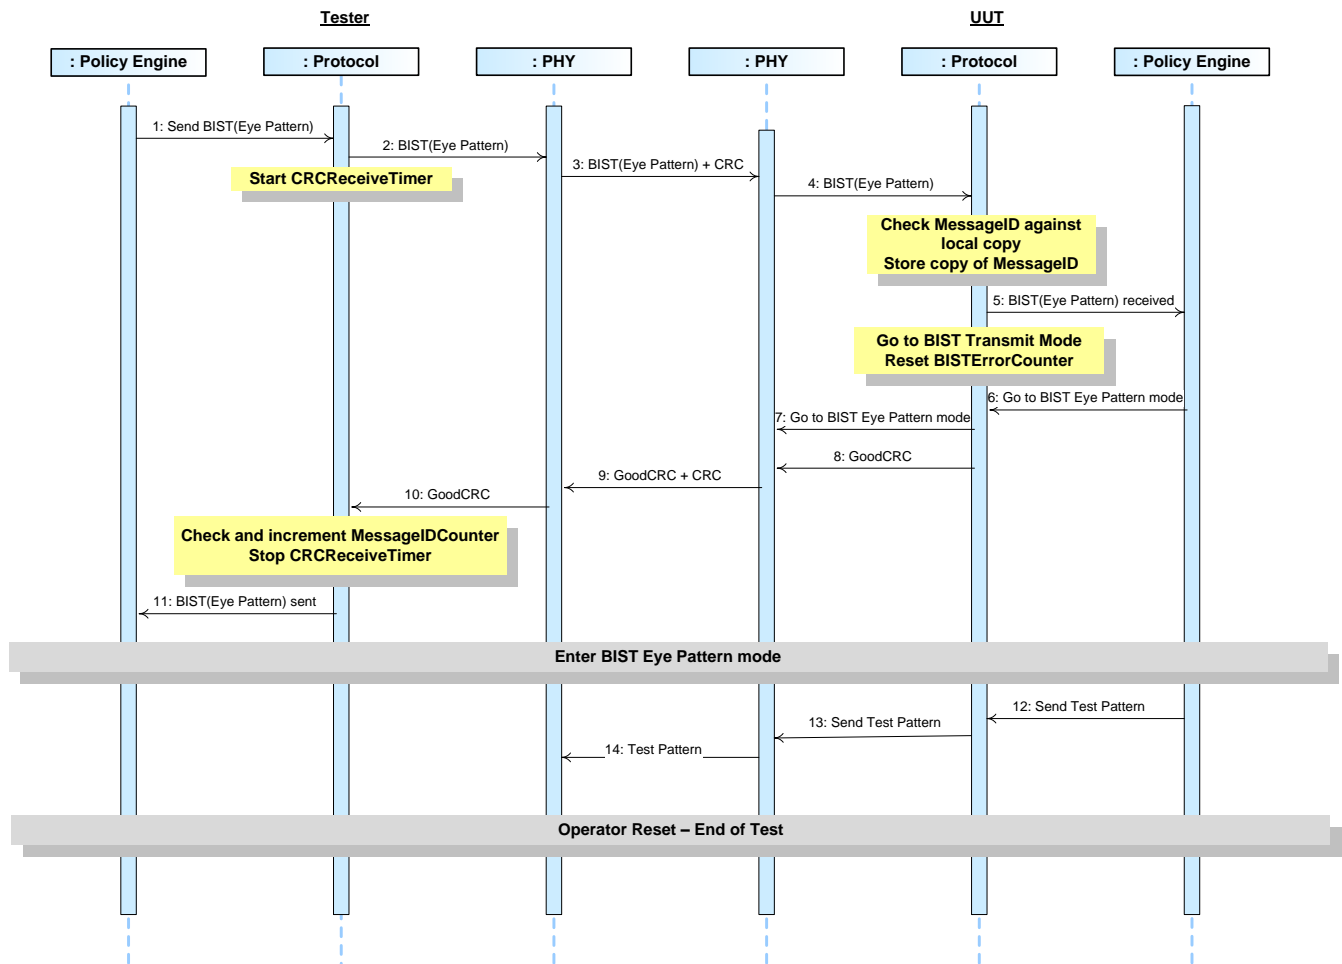 Tester
UUT
: Policy Engine
: Protocol
: PHY
: PHY
: Protocol
: Policy Engine
1: Send BIST(Eye Pattern)
2: BIST(Eye Pattern)
3: BIST(Eye Pattern) + CRC
Start CRCReceiveTimer
4: BIST(Eye Pattern)
Check MessageID against
local copy
Store copy of MessageID
5: BIST(Eye Pattern) received
Go to BIST Transmit Mode
Reset BISTErrorCounter
6: Go to BIST Eye Pattern mode
7: Go to BIST Eye Pattern mode
8: GoodCRC
9: GoodCRC + CRC
10: GoodCRC
Check and increment MessageIDCounter
Stop CRCReceiveTimer
11: BIST(Eye Pattern) sent
Enter BIST Eye Pattern mode
12: Send Test Pattern
13: Send Test Pattern
14: Test Pattern
Operator Reset – End of Test